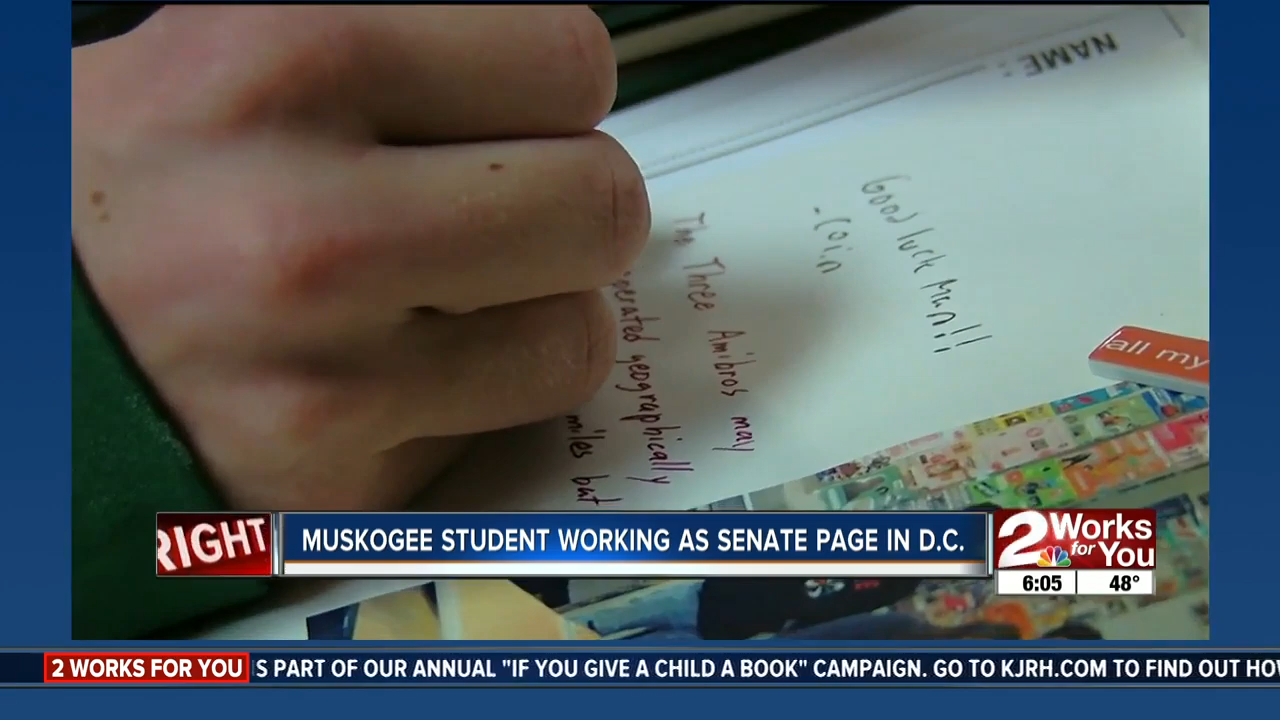 NAME:
Good luck Man!!
-Coin
The Three Amibros may
perated geographically
miles but
all my
RIGHT
MUSKOGEE STUDENT WORKING AS SENATE PAGE IN D.C.
2 Works for You
6:05 48°
2 WORKS FOR YOU S PART OF OUR ANNUAL "IF YOU GIVE A CHILD A BOOK" CAMPAIGN. GO TO KJRH.COM TO FIND OUT HOW